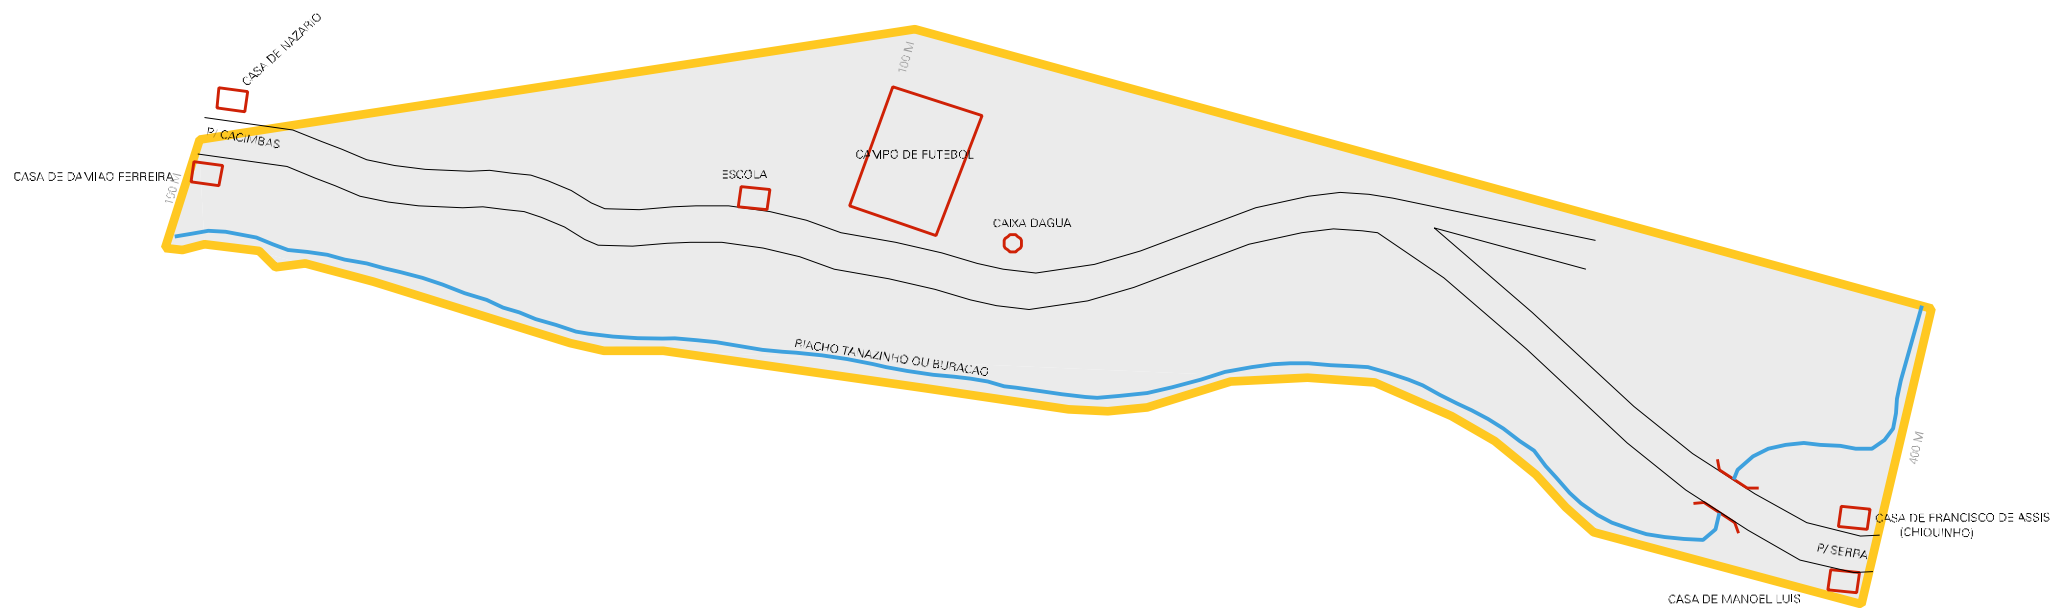 CASA DE NAZARIO
100 M
P/ CACIMBAS
CAMPO DE FUTEBOL
CASA DE DAMIAO FERREIRA
100 M
ESCOLA
CAIXA DAGUA
RIACHO TANAZINHO OU BURACAO
400 M
CASA DE FRANCISCO DE ASSIS
(CHIQUINHO)
P/ SERRA
CASA DE MANOEL LUIS